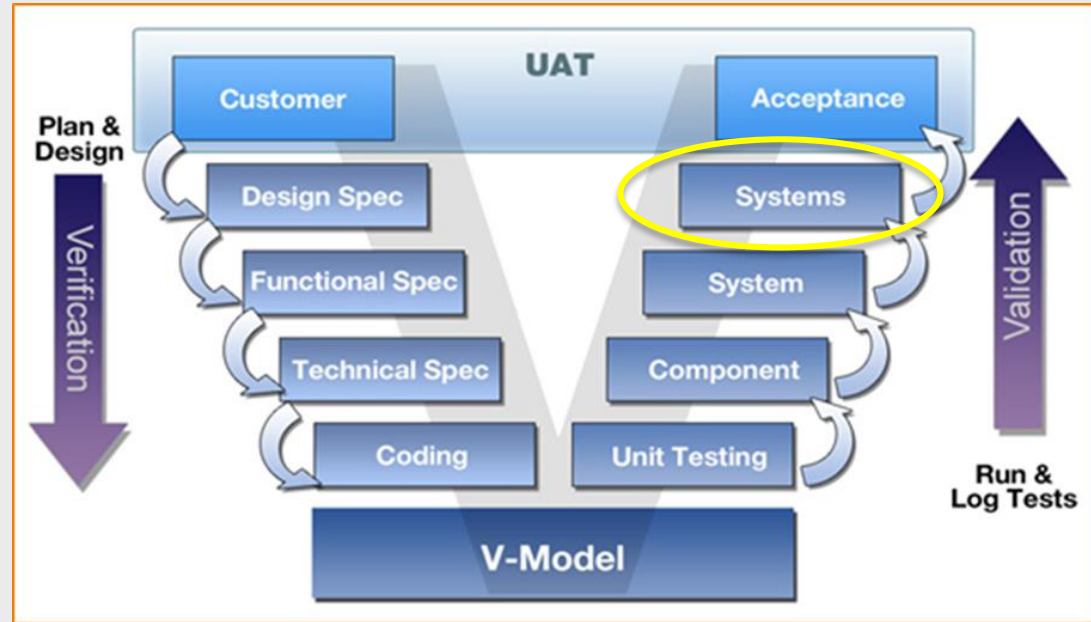 UAT
Customer
Acceptance
Plan &
Design
Design Spec
Systems
Verification
Validation
Functional Spec
System
Technical Spec
Component
Coding
Unit Testing
Run &
Log Tests
V-Model